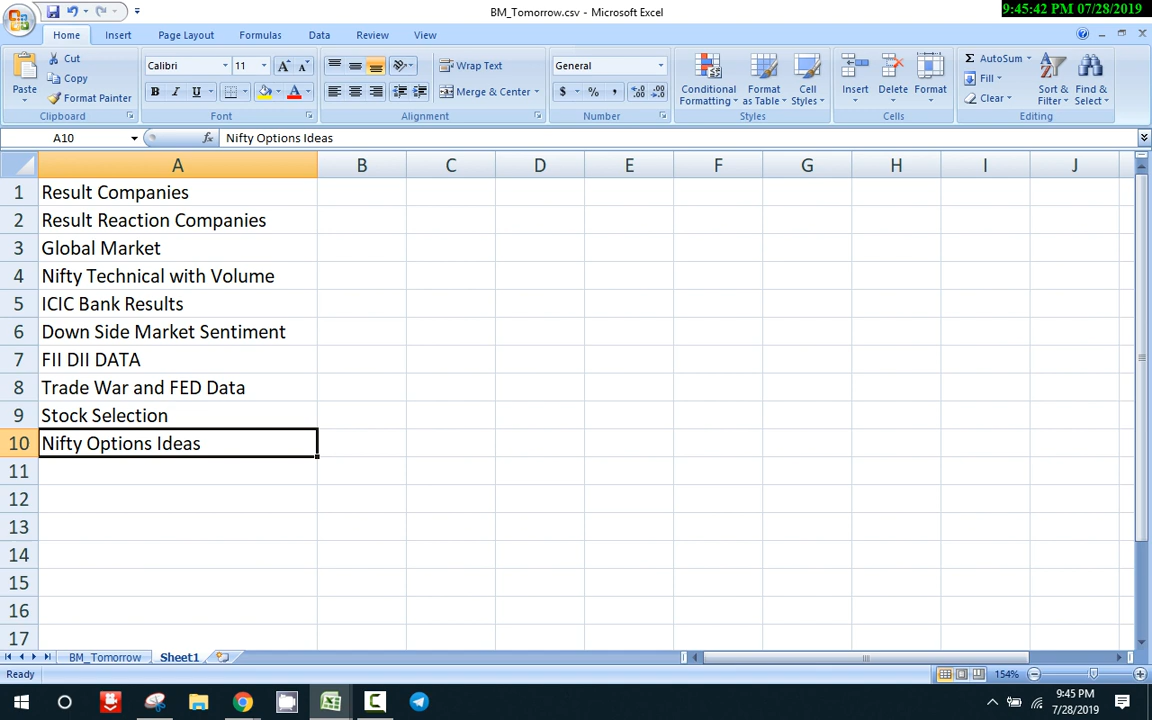 BM_Tomorrow.csv - Microsoft Excel
9:45:42 PM 07/28/2019
Home Insert Page Layout Formulas Data Review View
Paste
Cut
Copy
Format Painter
Clipboard
Calibri 11
B I U
Font
Wrap Text
Merge & Center
Alignment
General
$ % ,
Number
Conditional Formatting
Format as Table
Cell Styles
Styles
Insert Delete Format
Cells
Σ AutoSum
Fill
Clear
Sort & Filter
Find & Select
Editing
A10 fx Nifty Options Ideas
A B C D E F G H I J
1 Result Companies
2 Result Reaction Companies
3 Global Market
4 Nifty Technical with Volume
5 ICIC Bank Results
6 Down Side Market Sentiment
7 FII DII DATA
8 Trade War and FED Data
9 Stock Selection
10 Nifty Options Ideas
11
12
13
14
15
16
17
BM_Tomorrow Sheet1
Ready 154%
9:45 PM
7/28/2019